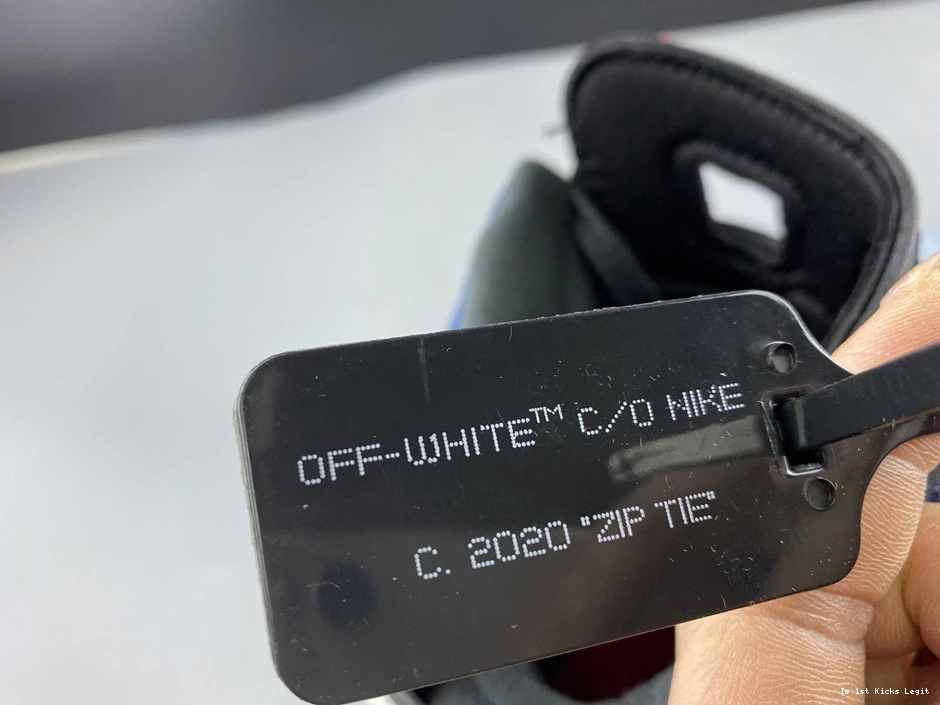 OFF-WHITE™ C/O NIKE
C. 2020 "ZIP TIE"
Is 1st Kicks Legit